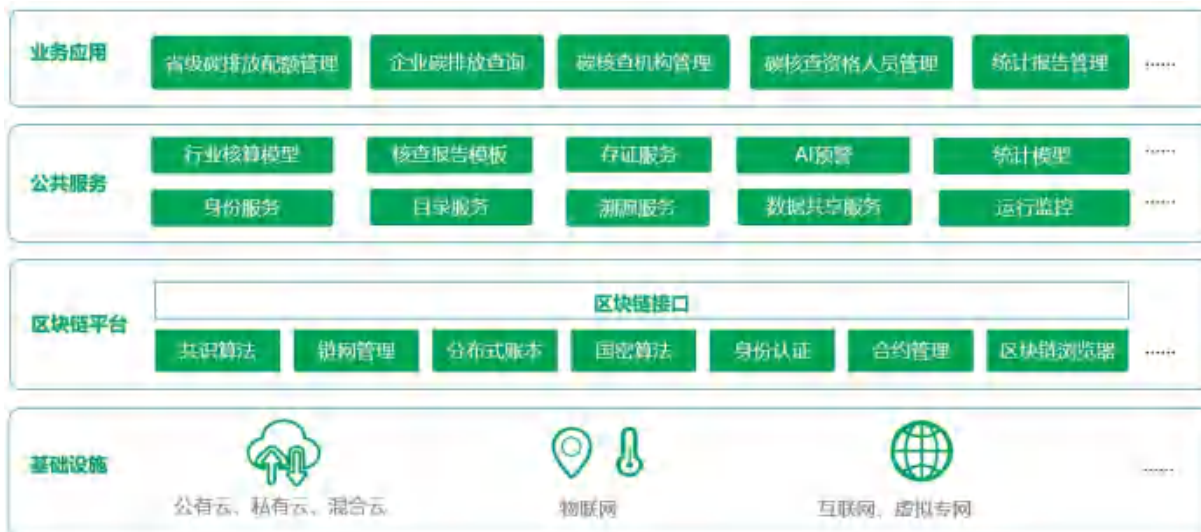 业务应用
省级碳排放配额管理 企业碳排放查询 碳核查机构管理 碳核查资格人员管理 统计报告管理 ......
公共服务
行业核算模型 核查报告模板 存证服务 AI预警 统计模型 ......
身份服务 目录服务 溯源服务 数据共享服务 运行监控 ......
区块链平台
区块链接口
共识算法 链网管理 分布式账本 国密算法 身份认证 合约管理 区块链浏览器 ......
基础设施
公有云、私有云、混合云 物联网 互联网、虚拟专网 ......